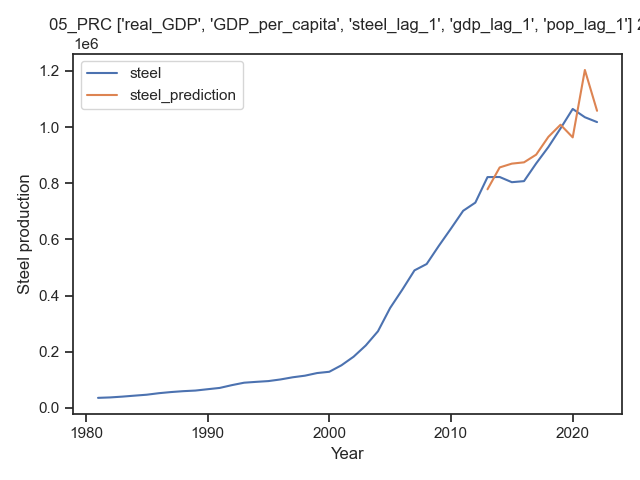 05_PRC ['real_GDP', 'GDP_per_capita', 'steel_lag_1', 'gdp_lag_1', 'pop_lag_1'] 2
1e6
steel
steel_prediction
1.2
1.0
0.8
0.6
0.4
0.2
0.0
Steel production
1980 1990 2000 2010 2020
Year